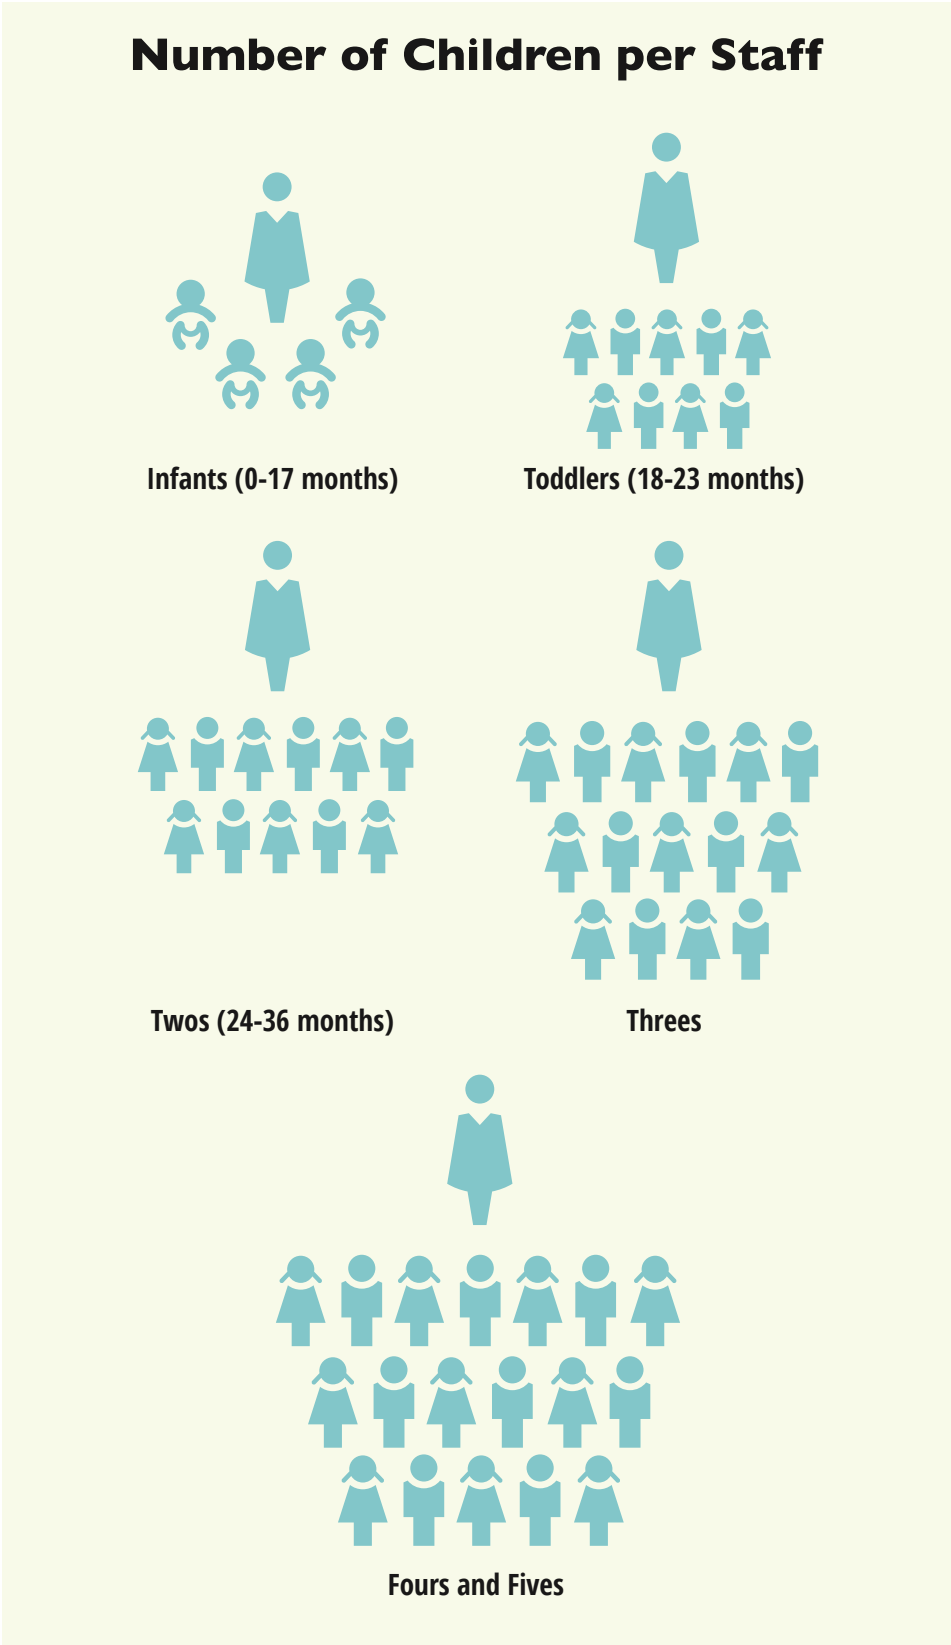 Number of Children per Staff
Infants (0-17 months)
Toddlers (18-23 months)
Twos (24-36 months)
Threes
Fours and Fives